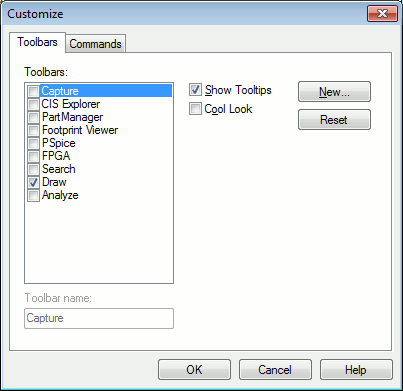 Customize
Toolbars
Commands
Toolbars:
Capture
CIS Explorer
PartManager
Footprint Viewer
PSpice
FPGA
Search
Draw
Analyze
Show Tooltips
Cool Look
New...
Reset
Toolbar name:
Capture
OK
Cancel
Help